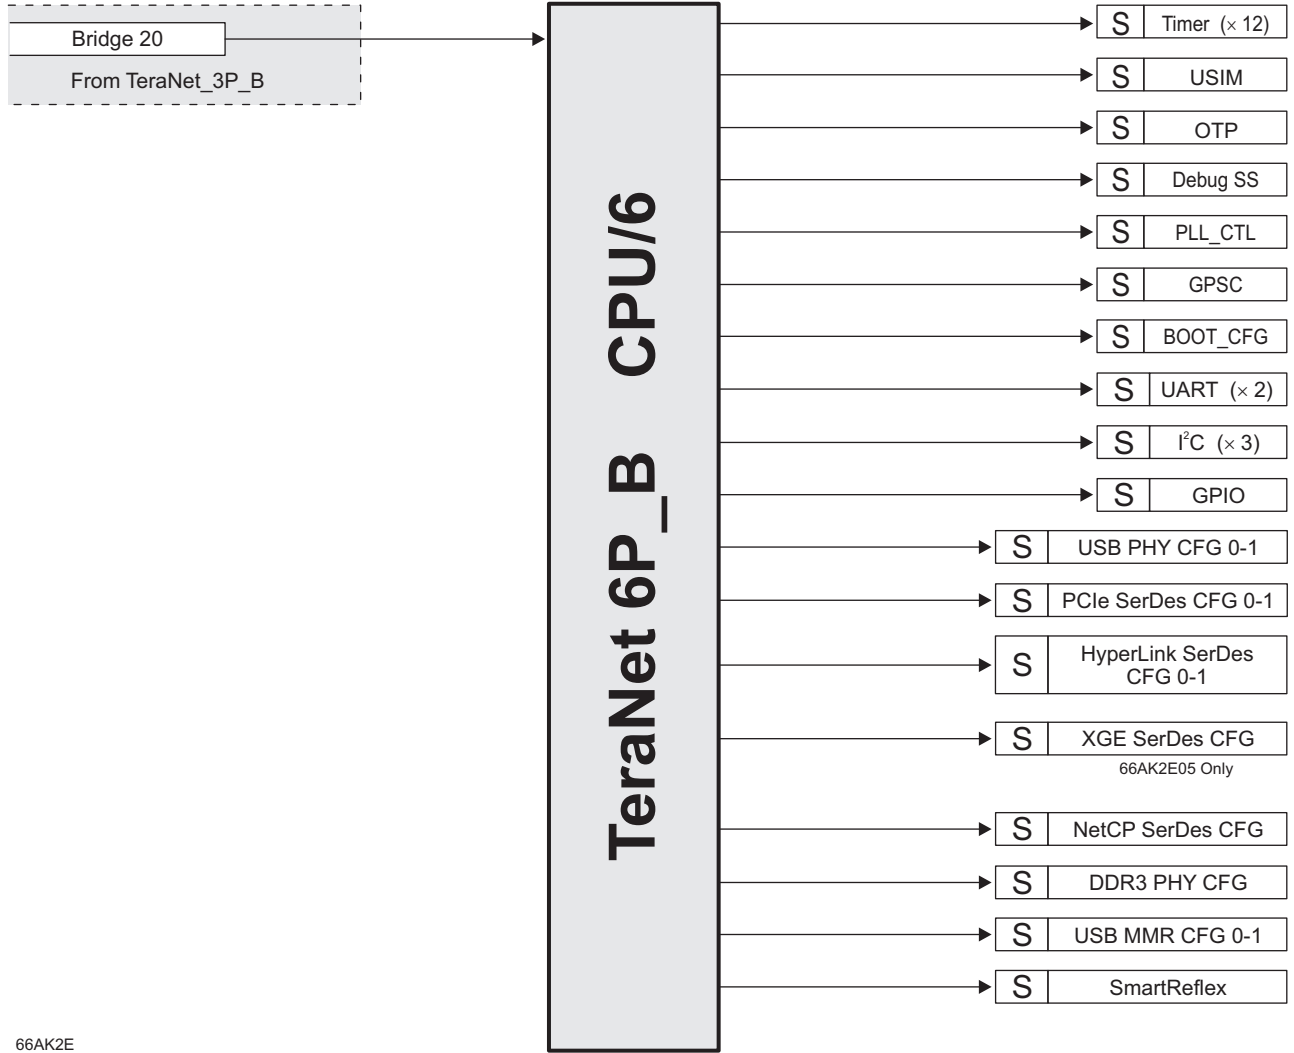 Bridge 20
From TeraNet_3P_B
TeraNet 6P_B CPU/6
S Timer (× 12)
S USIM
S OTP
S Debug SS
S PLL_CTL
S GPSC
S BOOT_CFG
S UART (× 2)
S I²C (× 3)
S GPIO
S USB PHY CFG 0-1
S PCIe SerDes CFG 0-1
S HyperLink SerDes
CFG 0-1
S XGE SerDes CFG
66AK2E05 Only
S NetCP SerDes CFG
S DDR3 PHY CFG
S USB MMR CFG 0-1
S SmartReflex
66AK2E